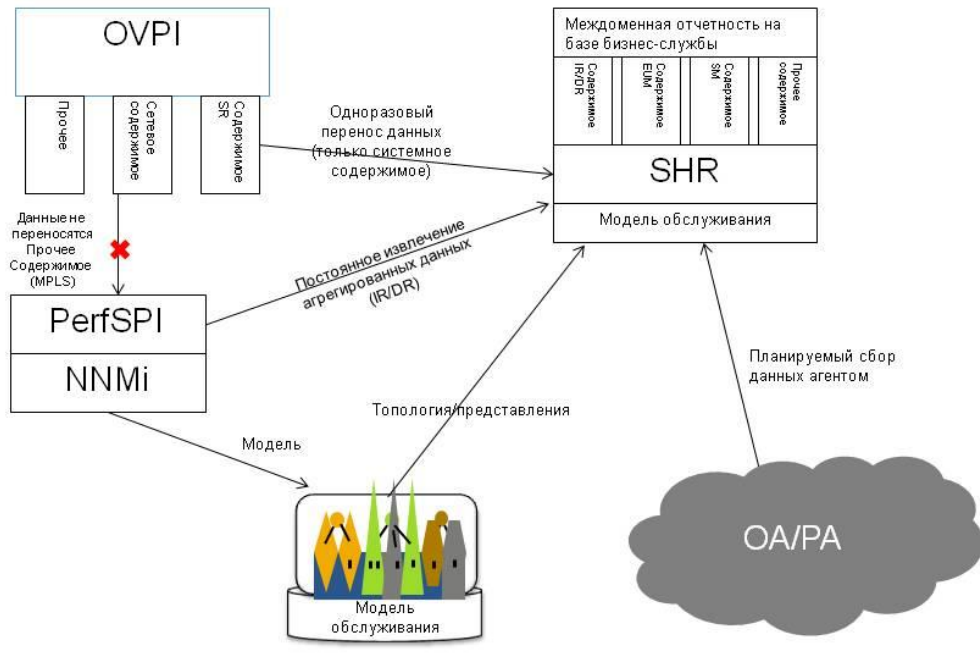 OVPI
Прочее
Сетевое
содержимое
Содержимое
SR
Междоменная отчетность на
базе бизнес-службы
Содержимое
IR/DR
Содержимое
EUM
Содержимое
SM
Прочее
содержимое
SHR
Модель обслуживания
Одноразовый
перенос данных
(только системное
содержимое)
Данные не
переносятся
Прочее
Содержимое
(MPLS)
Постоянное извлечение
агрегированных данных
(IR/DR)
PerfSPI
NNMi
Планируемый сбор
данных агентом
Топология/представления
Модель
OA/PA
Модель
обслуживания